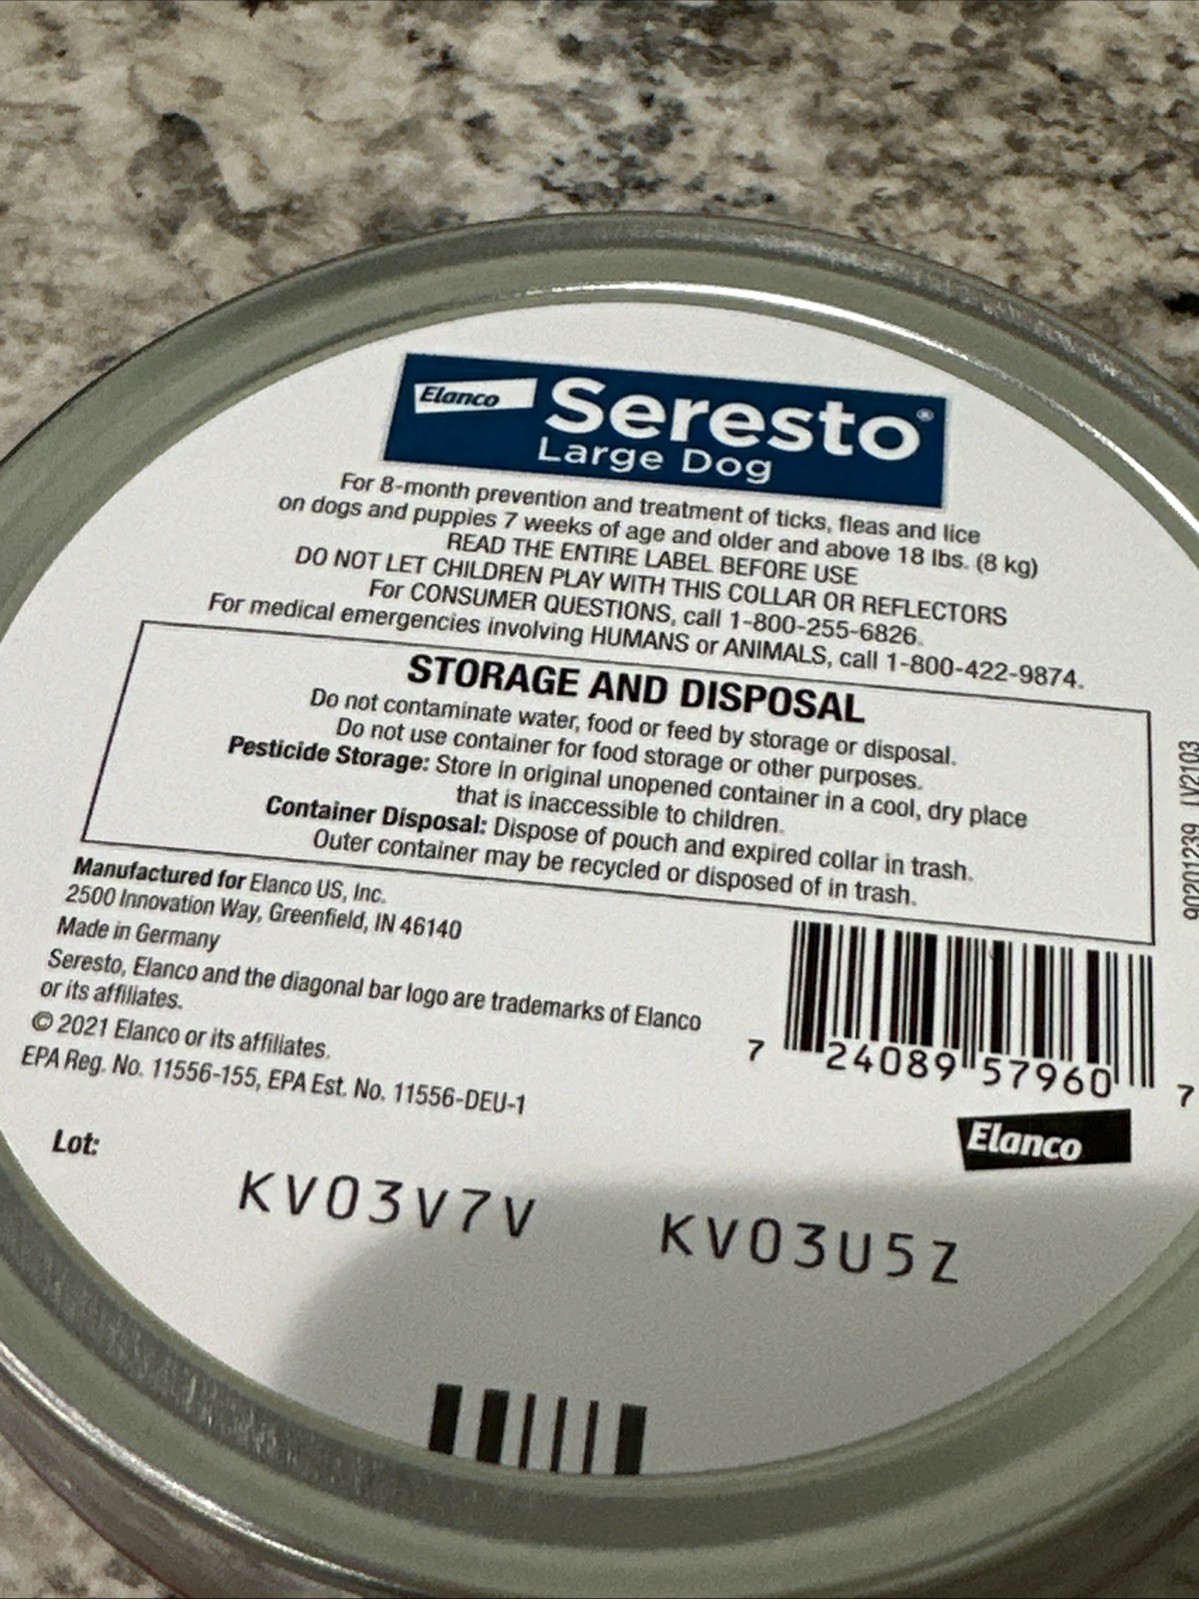 Elanco Seresto®
Large Dog
For 8-month prevention and treatment of ticks, fleas and lice
on dogs and puppies 7 weeks of age and older and above 18 lbs. (8 kg)
READ THE ENTIRE LABEL BEFORE USE
DO NOT LET CHILDREN PLAY WITH THIS COLLAR OR REFLECTORS
For CONSUMER QUESTIONS, call 1-800-255-6826.
For medical emergencies involving HUMANS or ANIMALS, call 1-800-422-9874.
STORAGE AND DISPOSAL
Do not contaminate water, food or feed by storage or disposal.
Do not use container for food storage or other purposes.
Pesticide Storage: Store in original unopened container in a cool, dry place
that is inaccessible to children.
Container Disposal: Dispose of pouch and expired collar in trash.
Outer container may be recycled or disposed of in trash.
Manufactured for Elanco US, Inc.
2500 Innovation Way, Greenfield, IN 46140
Made in Germany
Seresto, Elanco and the diagonal bar logo are trademarks of Elanco
or its affiliates.
© 2021 Elanco or its affiliates.
EPA Reg. No. 11556-155, EPA Est. No. 11556-DEU-1
7 24089 57960 7
Elanco
90201239 LV2103
Lot:
KV03V7V KV03U5Z